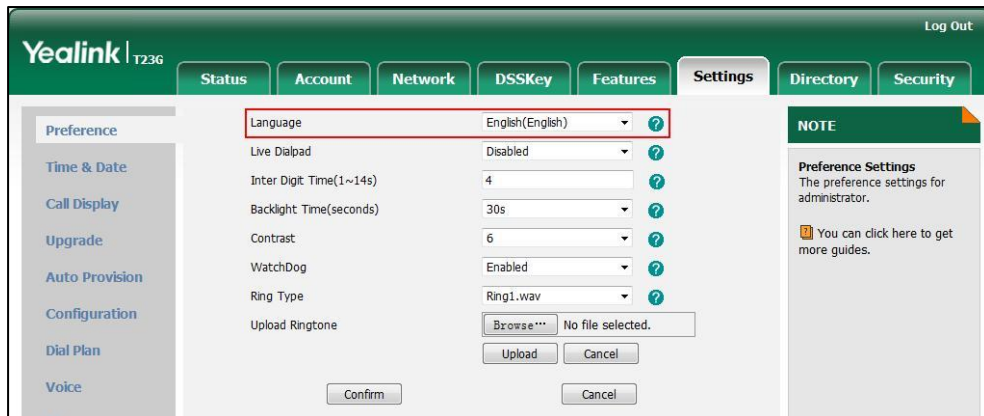 Log Out
Yealink T23G
Status Account Network DSSKey Features Settings Directory Security
Preference
Time & Date
Call Display
Upgrade
Auto Provision
Configuration
Dial Plan
Voice
Language English(English) ?
Live Dialpad Disabled ?
Inter Digit Time(1~14s) 4 ?
Backlight Time(seconds) 30s ?
Contrast 6 ?
WatchDog Enabled ?
Ring Type Ring1.wav ?
Upload Ringtone Browse··· No file selected.
Upload Cancel
Confirm Cancel
NOTE
Preference Settings
The preference settings for
administrator.
? You can click here to get
more guides.